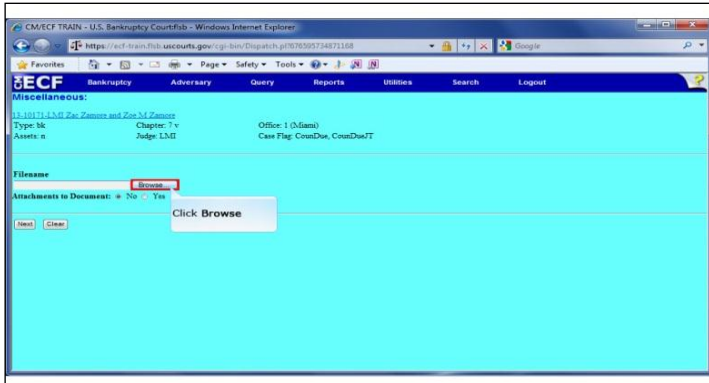 CM/ECF TRAIN - U.S. Bankruptcy Court:flsb - Windows Internet Explorer
https://ecf-train.flsb.uscourts.gov/cgi-bin/Dispatch.pl?676505734871168
Google
Favorites Page Safety Tools
ECF Bankruptcy Adversary Query Reports Utilities Search Logout ?
Miscellaneous:
13-10171-LMI Zac Zamore and Zoe M Zamore
Type: bk Chapter: 7 v Office: 1 (Miami)
Assets: n Judge: LMI Case Flag: CounDue, CounDueJT
Filename
Browse...
Attachments to Document: No Yes
Click Browse
Next Clear